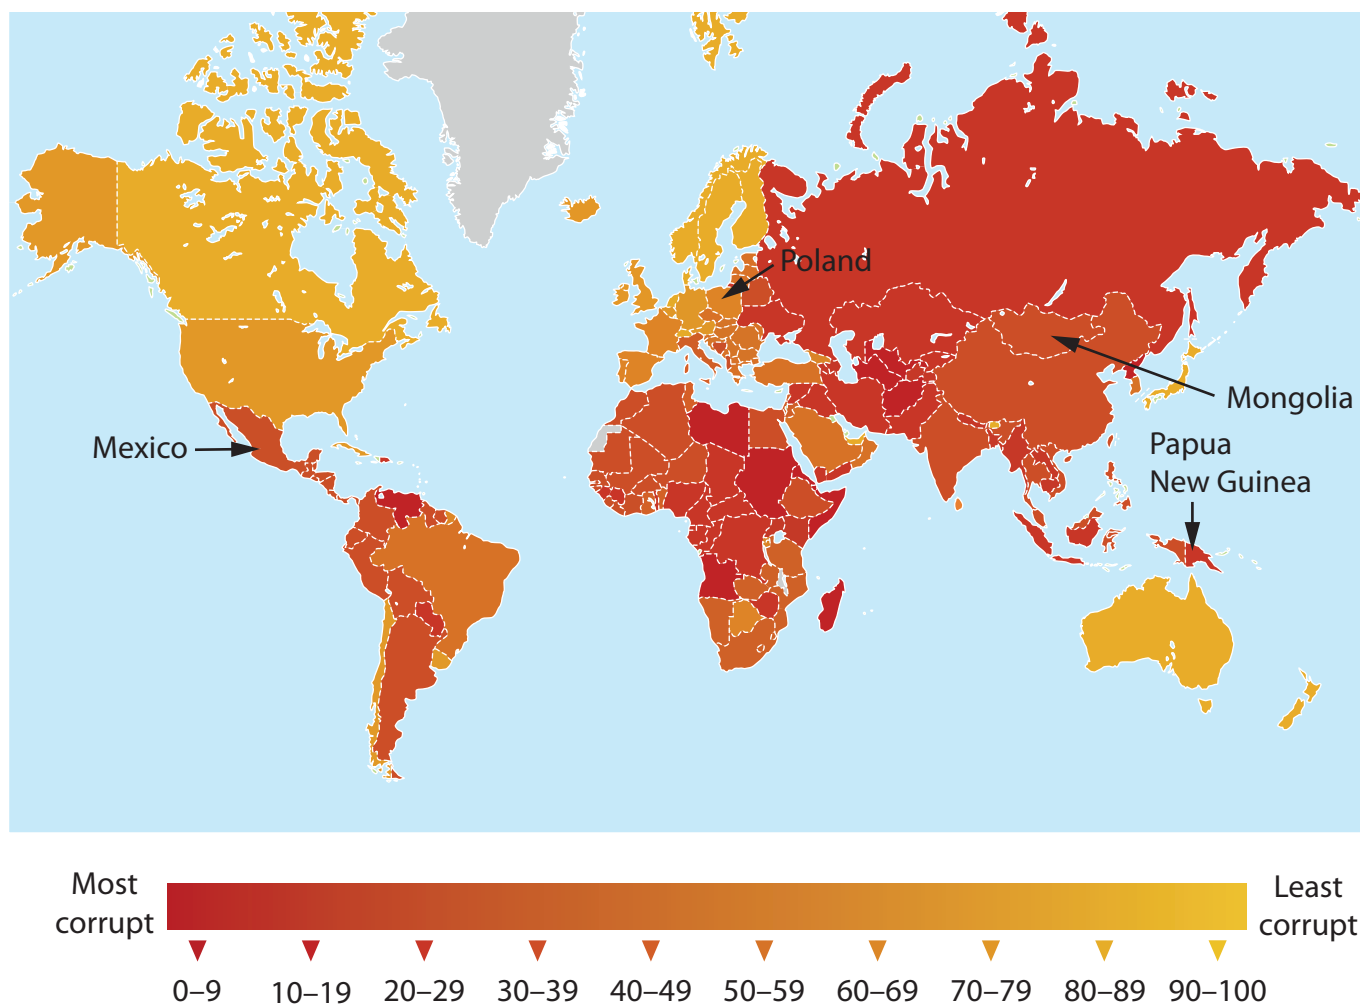 Poland
Mongolia
Mexico
Papua
New Guinea
Most
corrupt
Least
corrupt
0–9
10–19
20–29
30–39
40–49
50–59
60–69
70–79
80–89
90–100